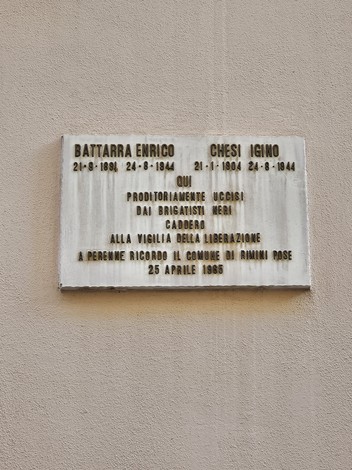 BATTARRA ENRICO CHESI IGINO
21-9-1891 24-8-1944 21-1-1904 24-8-1944
QUI
PRODITORIAMENTE UCCISI
DAI BRIGATISTI NERI
CADDERO
ALLA VIGILIA DELLA LIBERAZIONE
A PERENNE RICORDO IL COMUNE DI RIMINI POSE
25 APRILE 1985